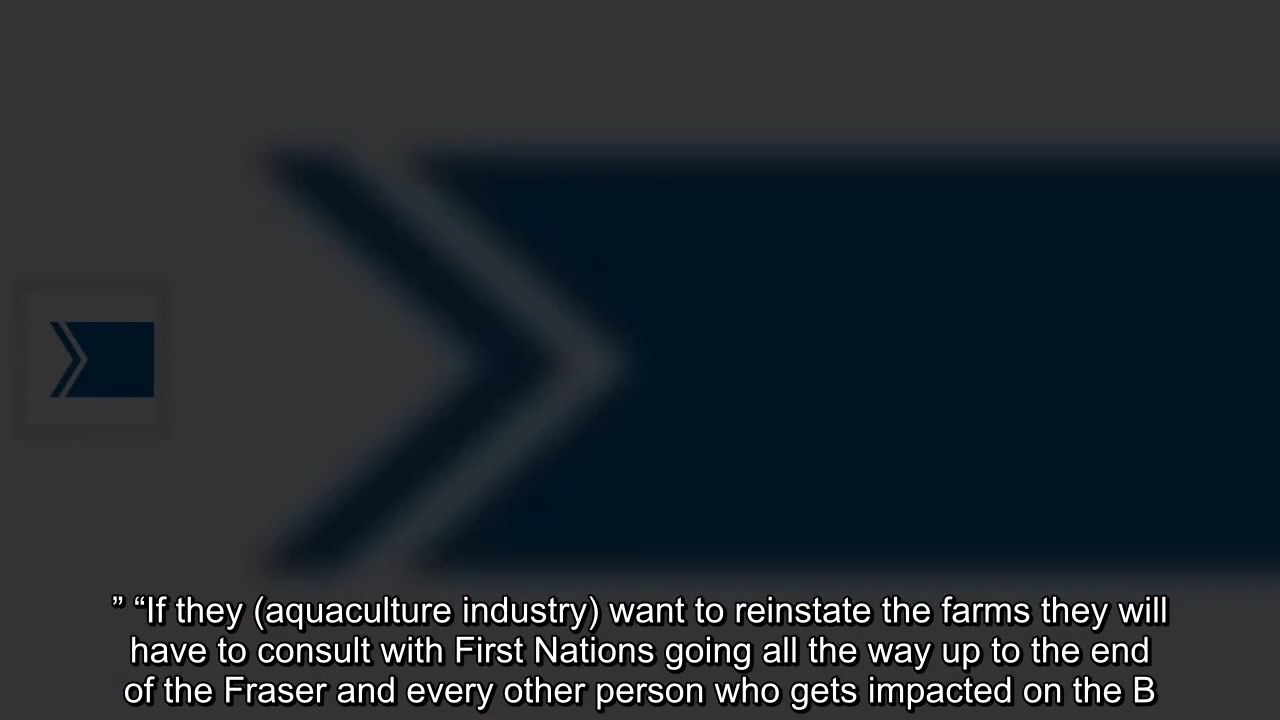 ” “If they (aquaculture industry) want to reinstate the farms they will
have to consult with First Nations going all the way up to the end
of the Fraser and every other person who gets impacted on the B